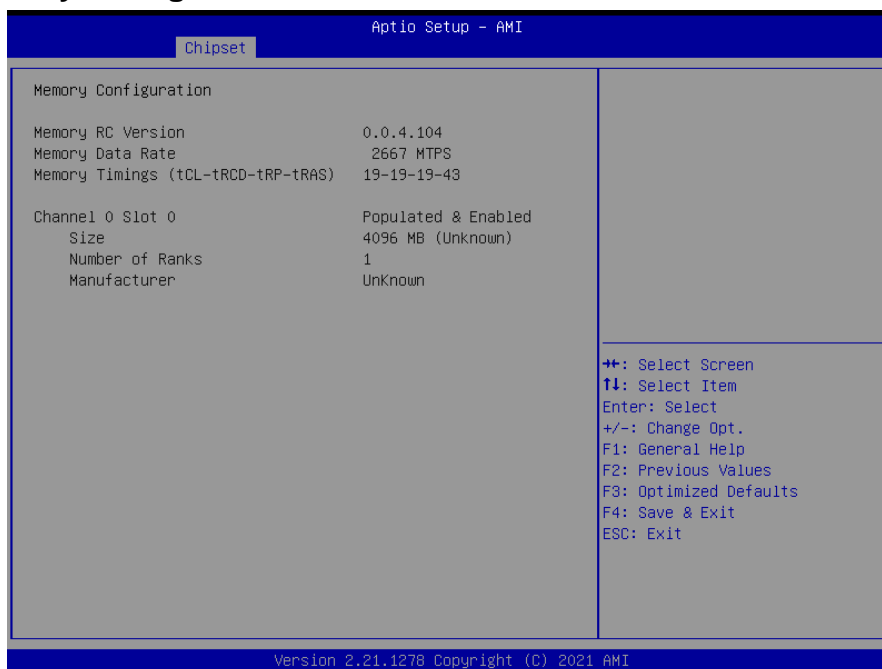 Aptio Setup – AMI
Chipset
Memory Configuration
Memory RC Version 0.0.4.104
Memory Data Rate 2667 MTPS
Memory Timings (tCL-tRCD-tRP-tRAS) 19-19-19-43
Channel 0 Slot 0 Populated & Enabled
Size 4096 MB (Unknown)
Number of Ranks 1
Manufacturer UnKnown
→←: Select Screen
↑↓: Select Item
Enter: Select
+/-: Change Opt.
F1: General Help
F2: Previous Values
F3: Optimized Defaults
F4: Save & Exit
ESC: Exit
Version 2.21.1278 Copyright (C) 2021 AMI